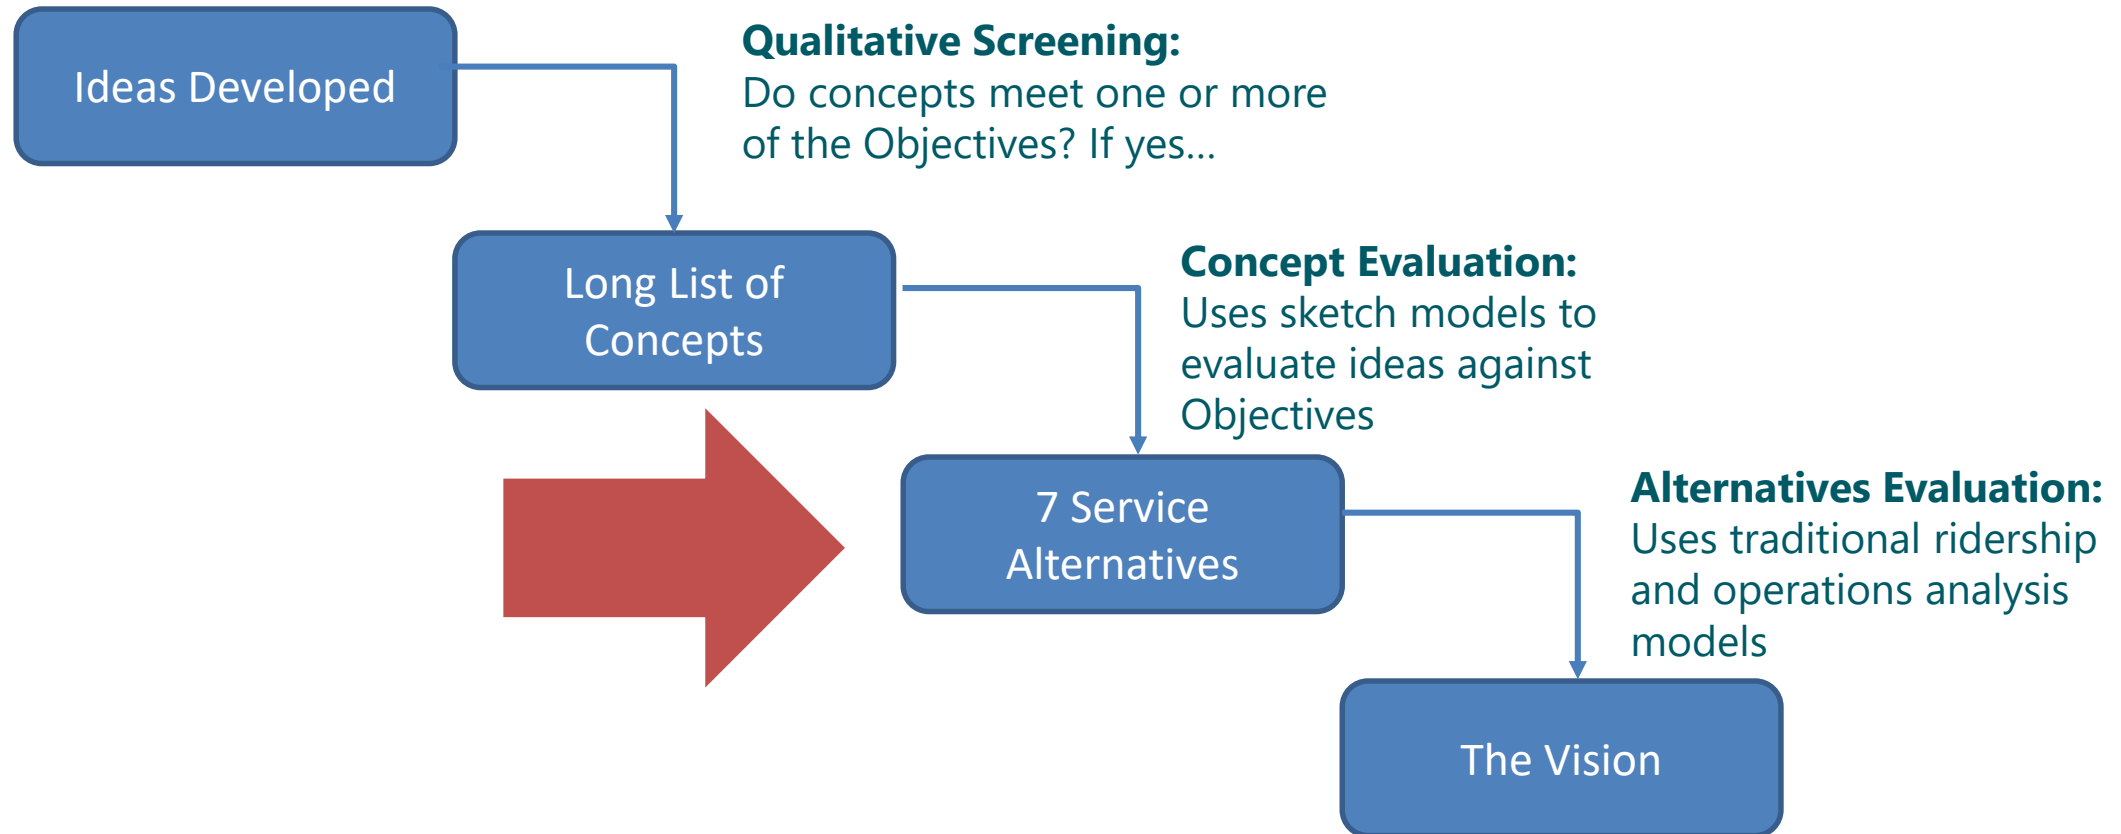 Ideas Developed
Qualitative Screening:
Do concepts meet one or more
of the Objectives? If yes...
Long List of
Concepts
Concept Evaluation:
Uses sketch models to
evaluate ideas against
Objectives
7 Service
Alternatives
Alternatives Evaluation:
Uses traditional ridership
and operations analysis
models
The Vision